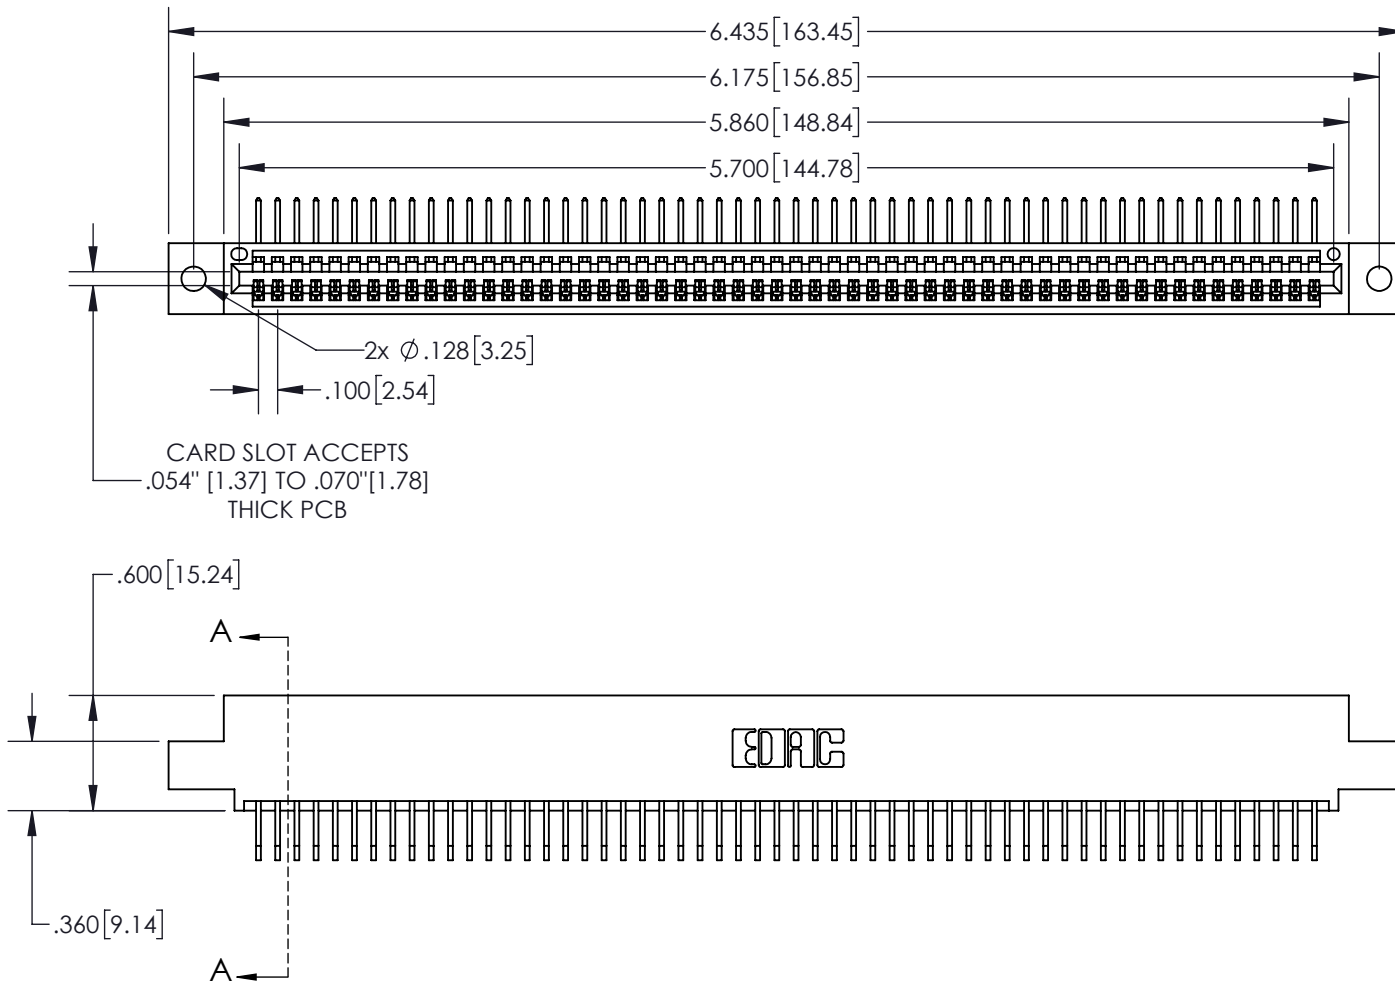 6.435[163.45]
6.175[156.85]
5.860[148.84]
5.700[144.78]
2x ∅.128[3.25]
.100[2.54]
CARD SLOT ACCEPTS
.054" [1.37] TO .070"[1.78]
THICK PCB
.600[15.24]
A
EDAC
.360[9.14]
A